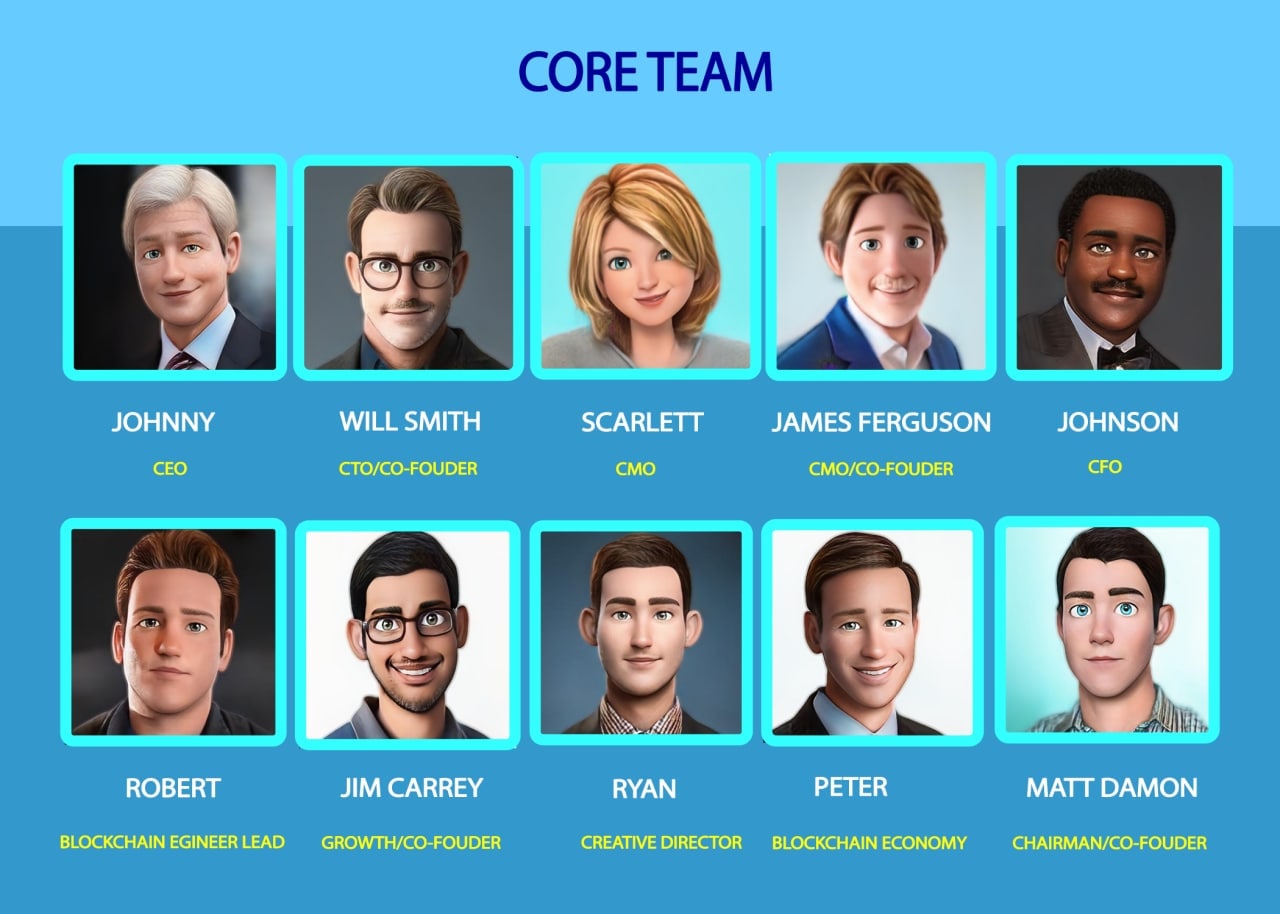 CORE TEAM
JOHNNY
WILL SMITH
SCARLETT
JAMES FERGUSON
JOHNSON
CEO
CTO/CO-FOUDER
CMO
CMO/CO-FOUDER
CFO
ROBERT
JIM CARREY
RYAN
PETER
MATT DAMON
BLOCKCHAIN EGINEER LEAD
GROWTH/CO-FOUDER
CREATIVE DIRECTOR
BLOCKCHAIN ECONOMY
CHAIRMAN/CO-FOUDER